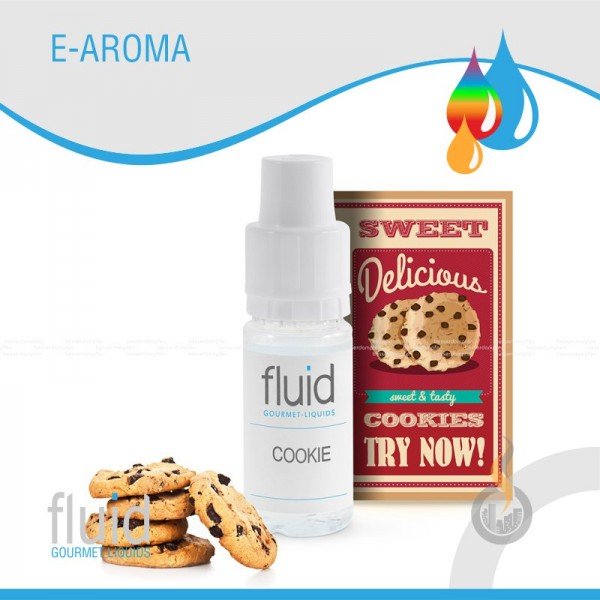 E-AROMA
SWEET
Delicious
sweet & tasty
COOKIES
TRY NOW!
fluid
GOURMET-LIQUIDS
COOKIE
fluid
GOURMET-LIQUIDS